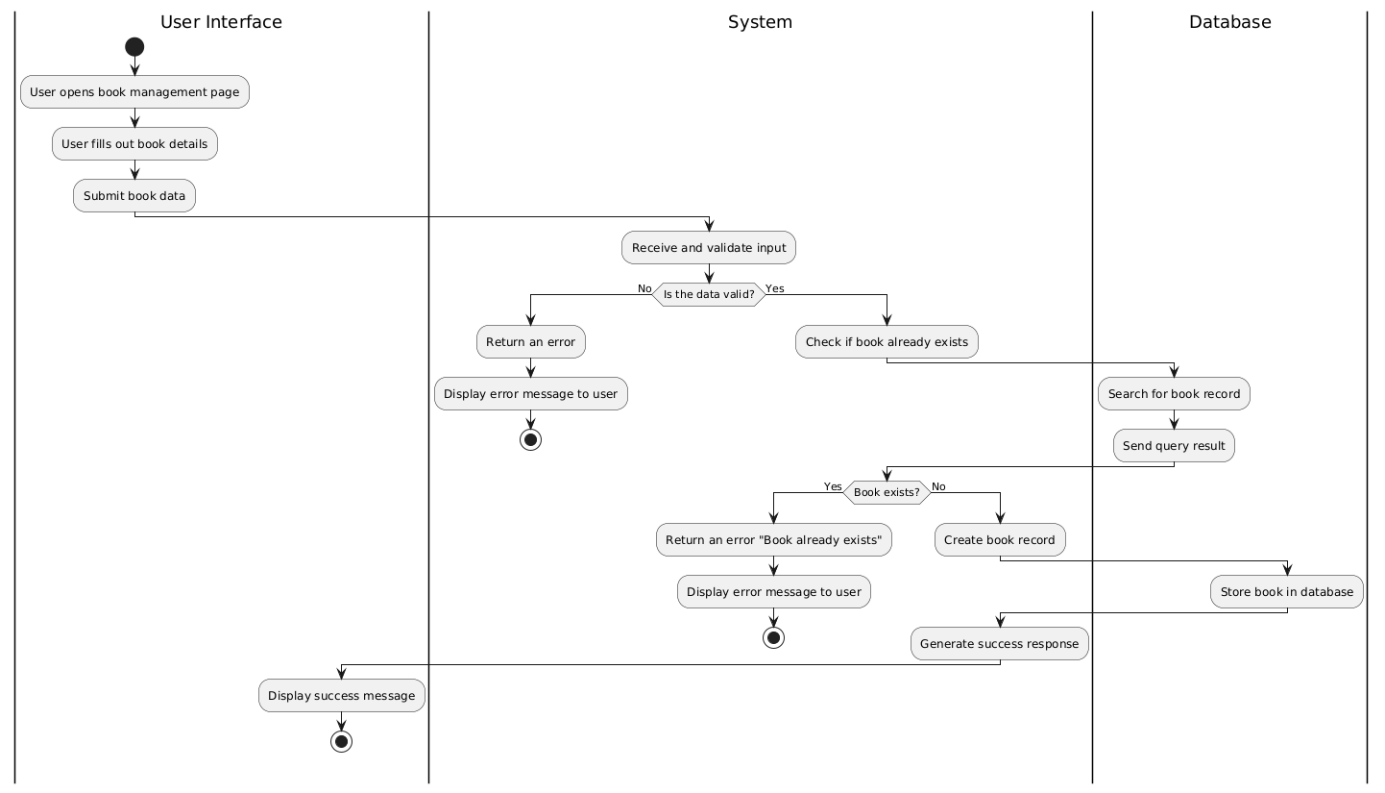 User Interface
System
Database
User opens book management page
User fills out book details
Submit book data
Receive and validate input
No
Is the data valid?
Yes
Return an error
Check if book already exists
Display error message to user
Search for book record
Send query result
Yes
Book exists?
No
Return an error "Book already exists"
Create book record
Display error message to user
Store book in database
Generate success response
Display success message